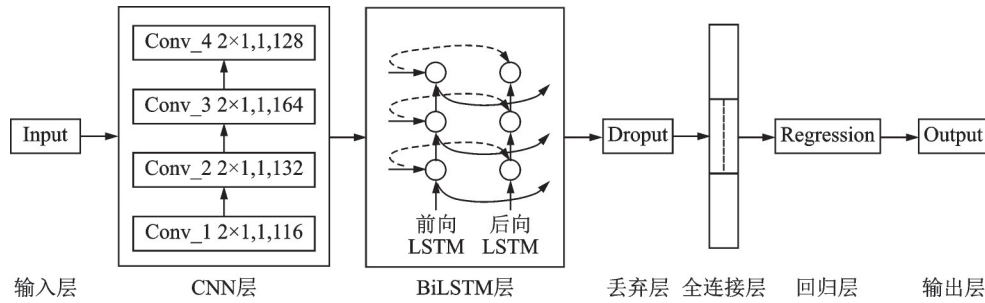 Conv_4 2×1,1,128
Conv_3 2×1,1,164
Conv_2 2×1,1,132
Conv_1 2×1,1,116
Input
前向
LSTM
后向
LSTM
Droput
Regression
Output
输入层
CNN层
BiLSTM层
丢弃层
全连接层
回归层
输出层